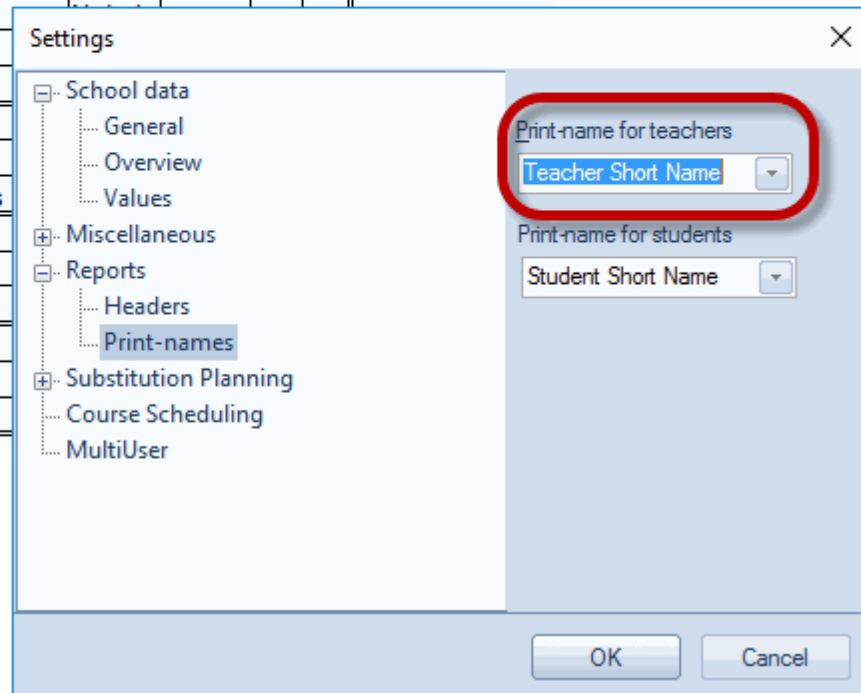 Settings
School data
General
Overview
Values
Miscellaneous
Reports
Headers
Print-names
Substitution Planning
Course Scheduling
MultiUser
Print-name for teachers
Teacher Short Name
Print-name for students
Student Short Name
OK
Cancel